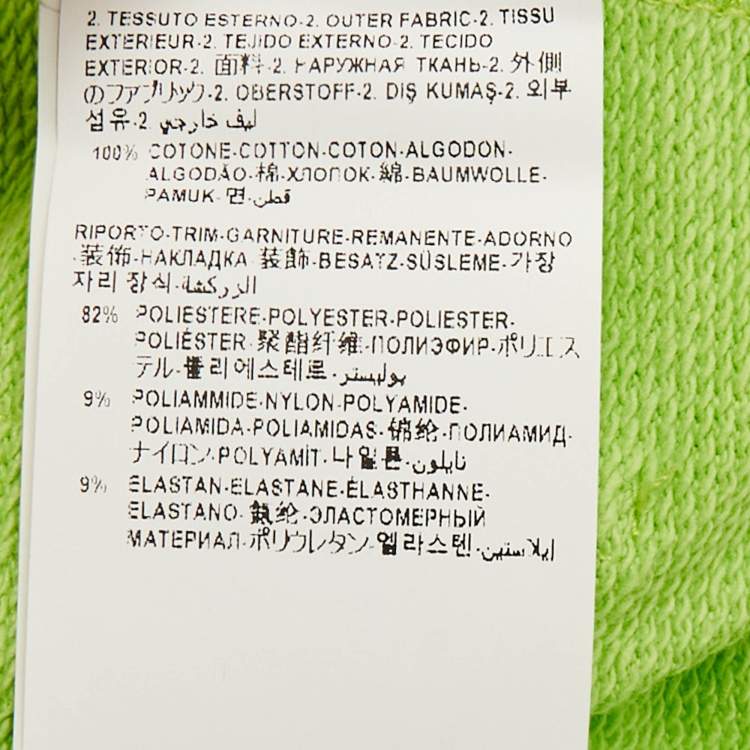 2. TESSUTO ESTERNO-2. OUTER FABRIC-2. TISSU
EXTERIEUR-2. TEJIDO EXTERNO-2. TECIDO
EXTERIOR-2. 面料-2. НАРУЖНАЯ ТКАНЬ-2. 外側
のファブリック-2. OBERSTOFF-2. DIŞ KUMAŞ-2. 외부
섬유-2. ليف خارجي
100% COTONE-COTTON-COTON-ALGODON-
ALGODÃO-棉-ХЛОПОК-綿-BAUMWOLLE-
PAMUK-면-قطن
RIPORTO-TRIM-GARNITURE-REMANENTE-ADORNO
-装饰-НАКЛАДКА-装飾-BESATZ-SÜSLEME-가장
자리 장식-الزركشة
82% POLIESTERE-POLYESTER-POLIESTER-
POLIÉSTER-聚酯纤维-ПОЛИЭФИР-ポリエス
テル-폴리에스테르-بوليستر
9% POLIAMMIDE-NYLON-POLYAMIDE-
POLIAMIDA-POLIAMIDAS-锦纶-ПОЛИАМИД-
ナイロン-POLYAMİT-나일론-نايلون
9% ELASTAN-ELASTANE-ÉLASTHANNE-
ELASTANO-氨纶-ЭЛАСТОМЕРНЫЙ
МАТЕРИАЛ-ポリウレタン-엘라스텐-ايلاستين